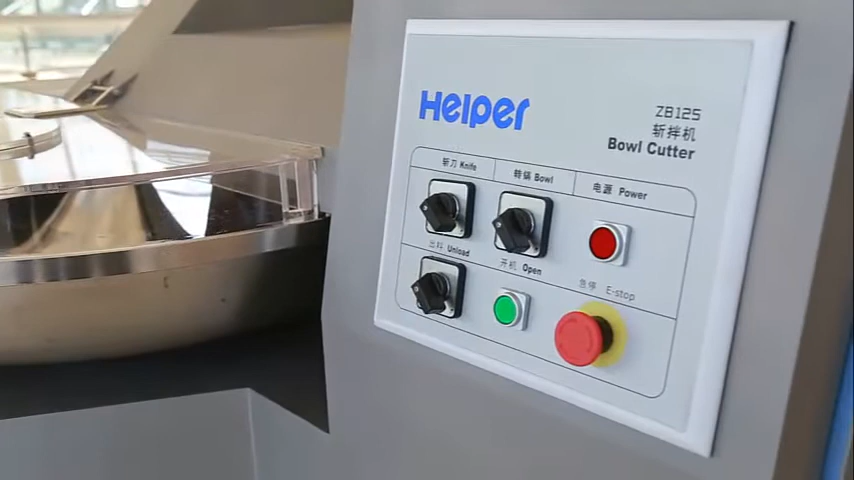 Helper
ZB125
斩拌机
Bowl Cutter
斩刀 Knife
转锅 Bowl
电源 Power
出料 Unload
开机 Open
急停 E-stop